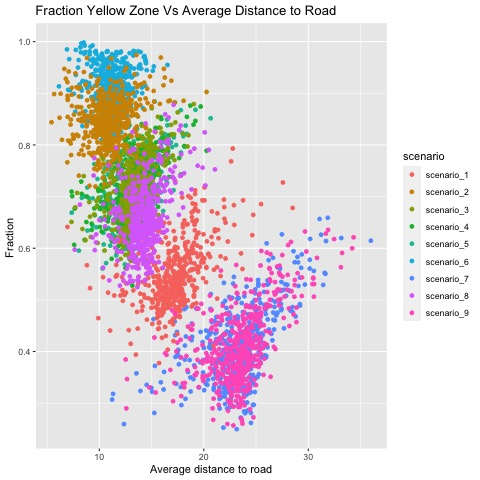 Fraction Yellow Zone Vs Average Distance to Road
1.0
0.8
0.6
0.4
Fraction
10
20
30
Average distance to road
scenario
scenario_1
scenario_2
scenario_3
scenario_4
scenario_5
scenario_6
scenario_7
scenario_8
scenario_9